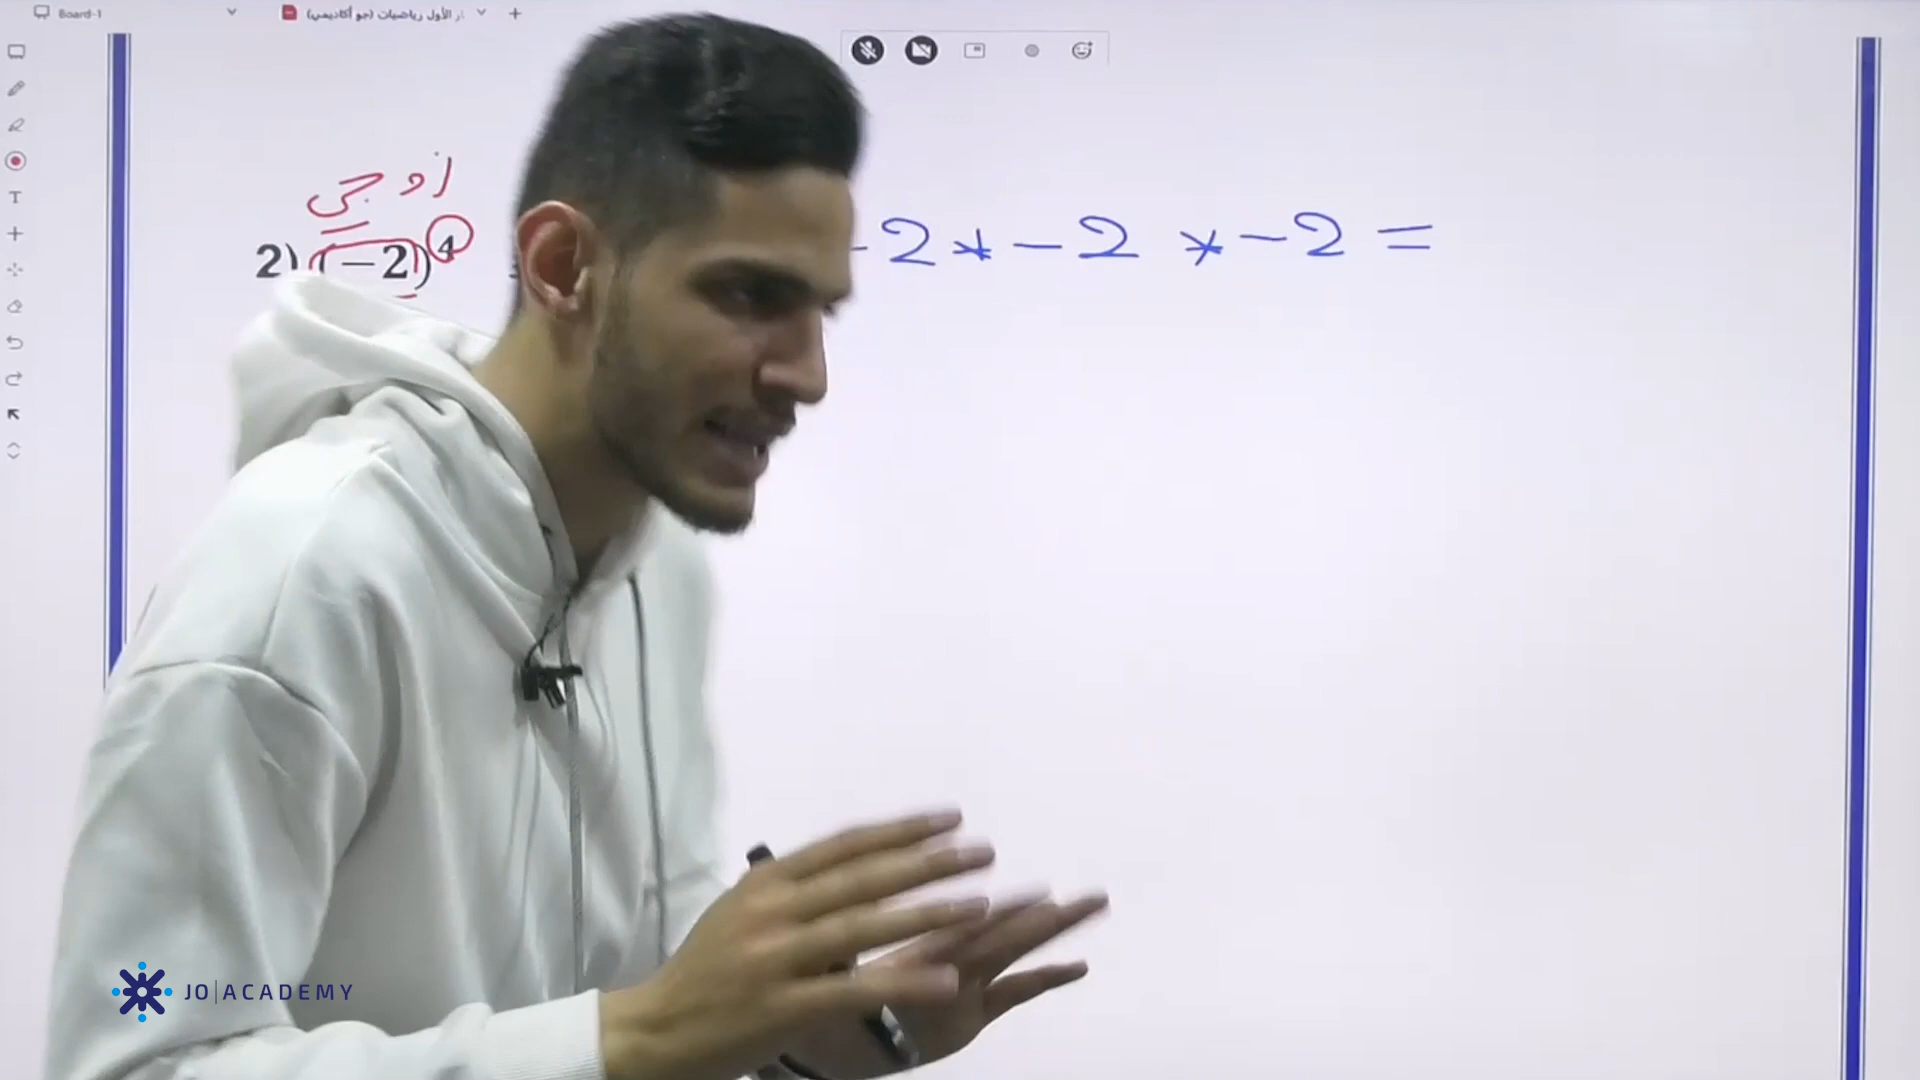 Board-1
ر الأول رياضيات (جو أكاديمي)
زوجي
2) (−2)⁴
- 2 * - 2 * - 2 =
JO|ACADEMY